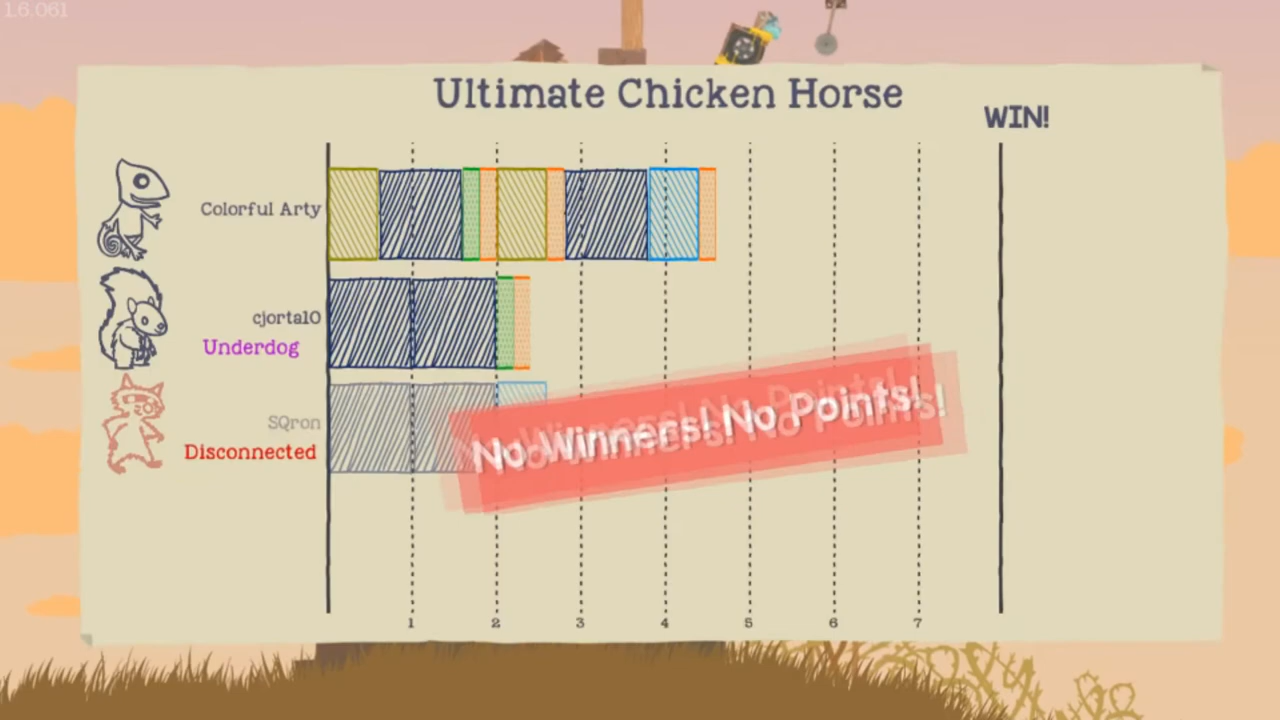 1.6.061
Ultimate Chicken Horse
WIN!
Colorful Arty
cjorta10
Underdog
SQron
Disconnected
No Winners! No Points!
1 2 3 4 5 6 7